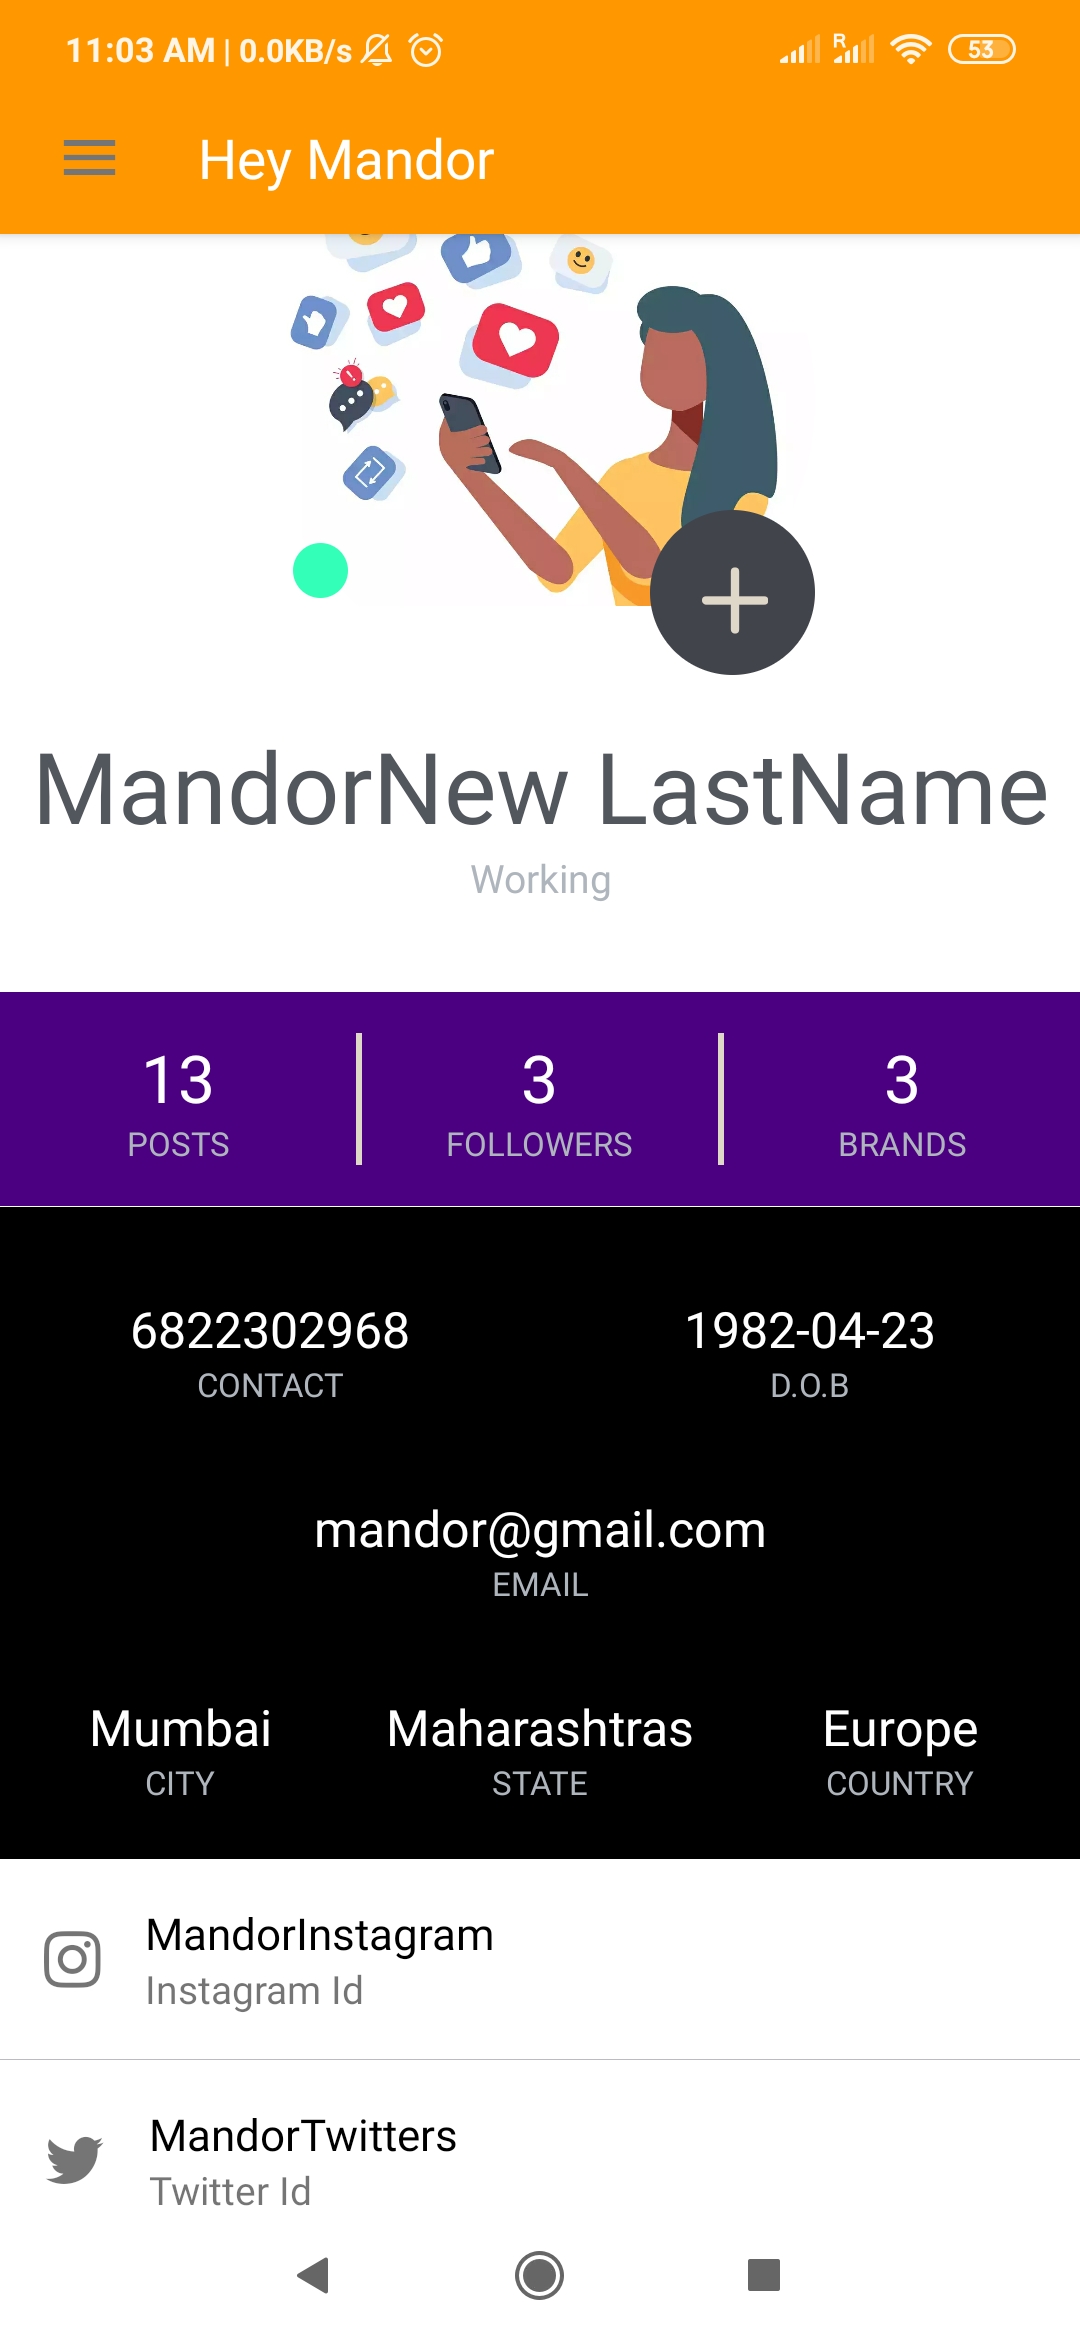 11:03 AM | 0.0KB/s
R
53
Hey Mandor
MandorNew LastName
Working
13 3 3
POSTS FOLLOWERS BRANDS
6822302968 1982-04-23
CONTACT D.O.B
mandor@gmail.com
EMAIL
Mumbai Maharashtras Europe
CITY STATE COUNTRY
MandorInstagram
Instagram Id
MandorTwitters
Twitter Id